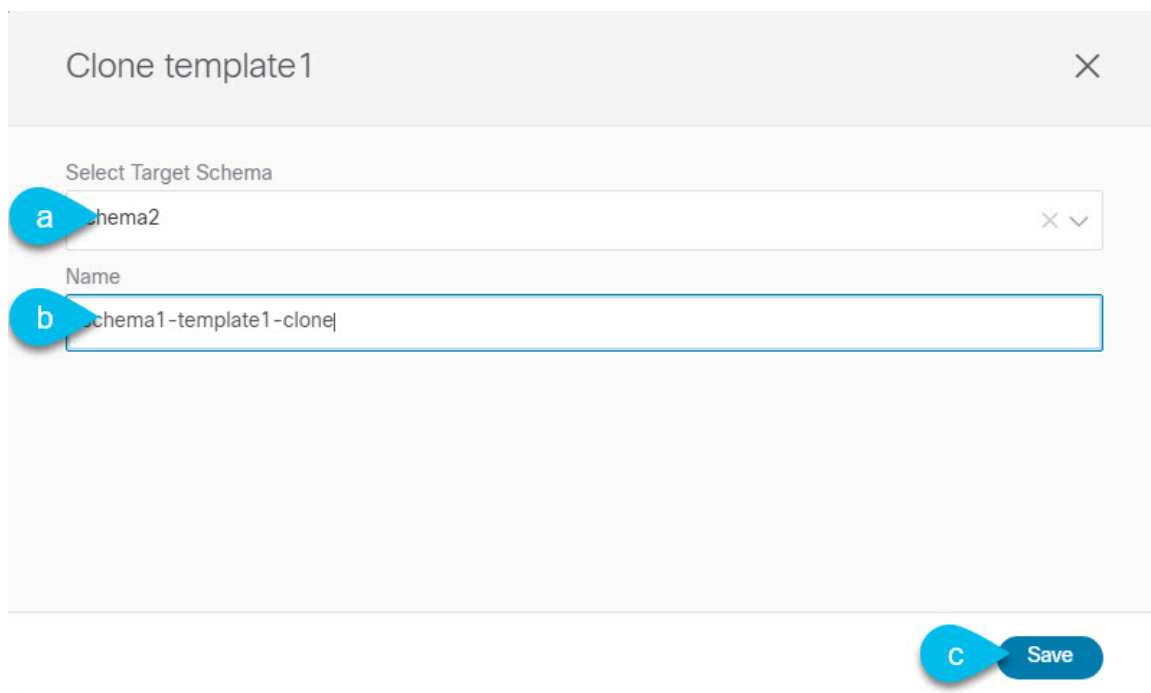 Clone template1
Select Target Schema
a
chema2
Name
b
chema1-template1-clone
c
Save